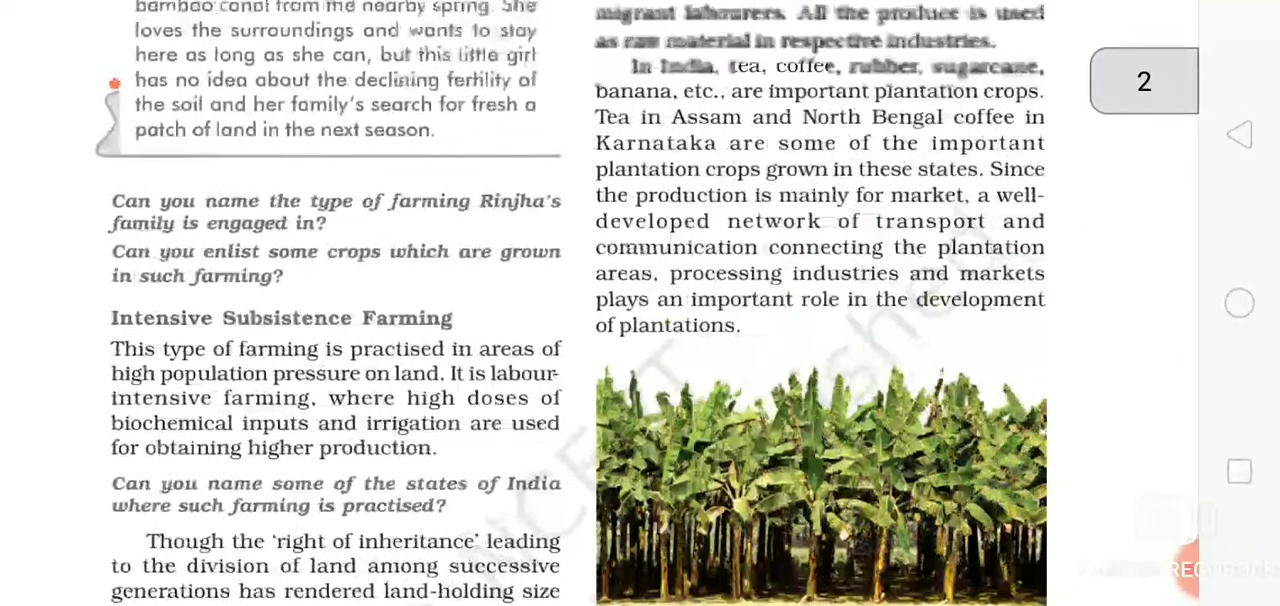 bamboo canal from the nearby spring. She
loves the surroundings and wants to stay
here as long as she can, but this little girl
has no idea about the declining fertility of
the soil and her family's search for fresh a
patch of land in the next season.
Can you name the type of farming Rinjha's
family is engaged in?
Can you enlist some crops which are grown
in such farming?
Intensive Subsistence Farming
This type of farming is practised in areas of
high population pressure on land. It is labour-
intensive farming, where high doses of
biochemical inputs and irrigation are used
for obtaining higher production.
Can you name some of the states of India
where such farming is practised?
Though the 'right of inheritance' leading
to the division of land among successive
generations has rendered land-holding size
migrant labourers. All the produce is used
as raw material in respective industries.
In India, tea, coffee, rubber, sugarcane,
banana, etc., are important plantation crops.
Tea in Assam and North Bengal coffee in
Karnataka are some of the important
plantation crops grown in these states. Since
the production is mainly for market, a well-
developed network of transport and
communication connecting the plantation
areas, processing industries and markets
plays an important role in the development
of plantations.
2